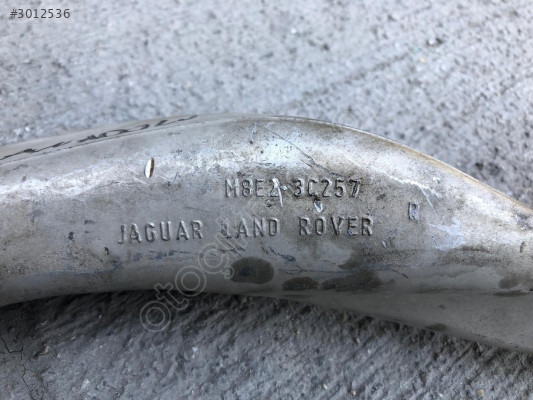 #3012536
M8E2-3C257
JAGUAR LAND ROVER
R